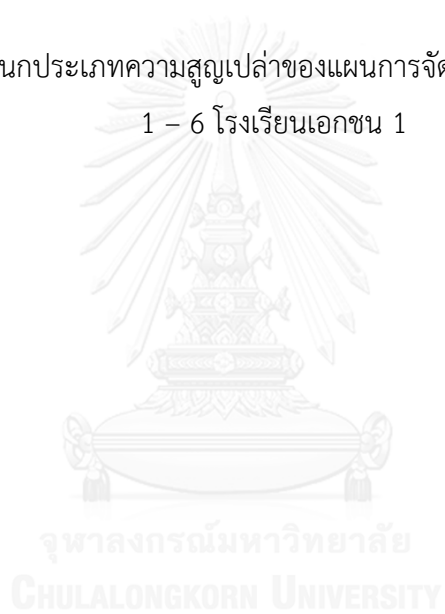 นกประเภทความสูญเปล่าของแผนการจัด
1 – 6 โรงเรียนเอกชน 1
จุฬาลงกรณ์มหาวิทยาลัย
CHULALONGKORN UNIVERSITY